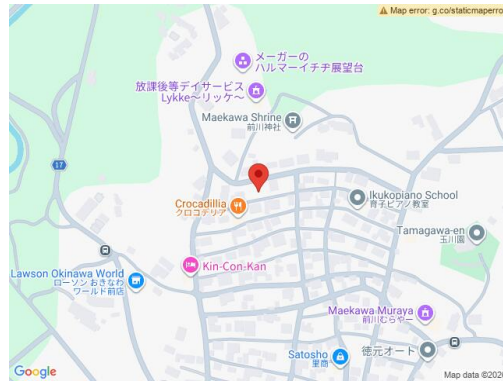 Map error: g.co/staticmaperro
メーガーの
ハルマーイチヂ展望台
放課後等デイサービス
Lykke〜リッケ〜
Maekawa Shrine
前川神社
17
Crocadillia
クロコデリア
Ikukopiano School
育子ピアノ教室
Tamagawa-en
玉川園
Kin-Con-Kan
Lawson Okinawa World
ローソン おきなわ
ワールド前店
Maekawa Muraya
前川むらやー
Satosho
里商
徳元オート
Google
Map data ©202